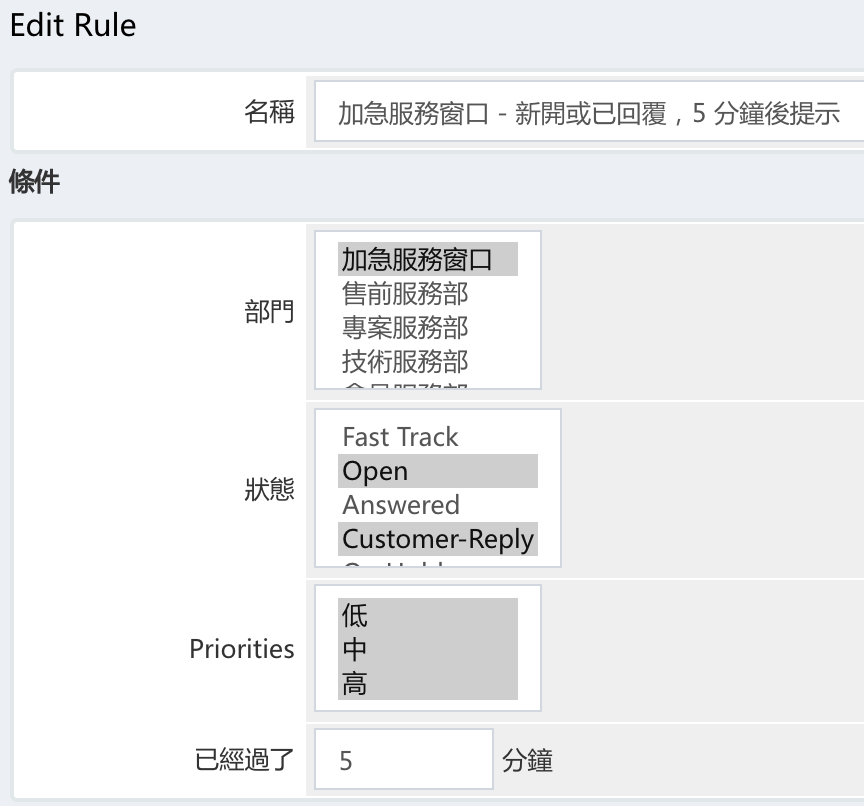 Edit Rule
名稱
加急服務窗口 - 新開或已回覆，5 分鐘後提示
條件
部門
加急服務窗口
售前服務部
專案服務部
技術服務部
狀態
Fast Track
Open
Answered
Customer-Reply
Priorities
低
中
高
已經過了
5 分鐘